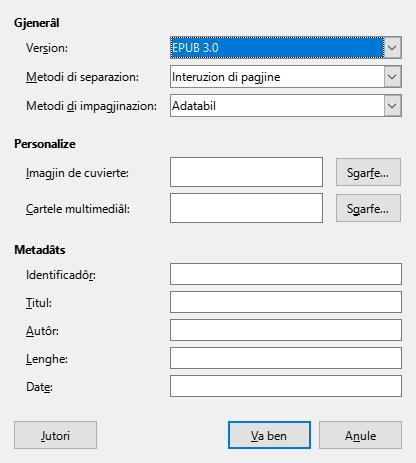 Gjenerâl
Version: EPUB 3.0
Metodi di separazion: Interuzion di pagjine
Metodi di impagjinazion: Adatabil
Personalize
Imagjin de cuvierte: Sgarfe...
Cartele multimediâl: Sgarfe...
Metadâts
Identificadôr:
Titul:
Autôr:
Lenghe:
Date:
Jutori Va ben Anule